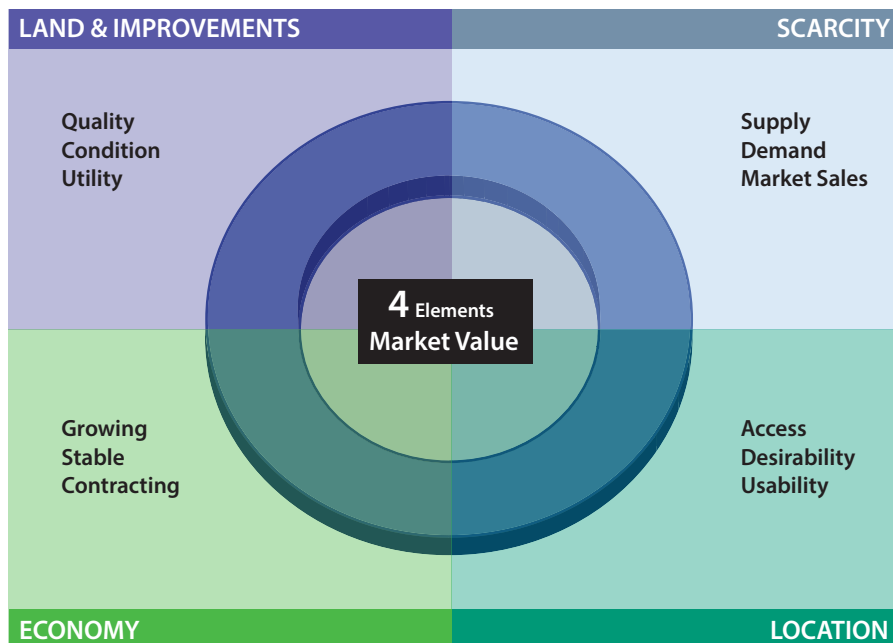 LAND & IMPROVEMENTS
SCARCITY
Quality
Condition
Utility
Supply
Demand
Market Sales
4 Elements
Market Value
Growing
Stable
Contracting
Access
Desirability
Usability
ECONOMY
LOCATION